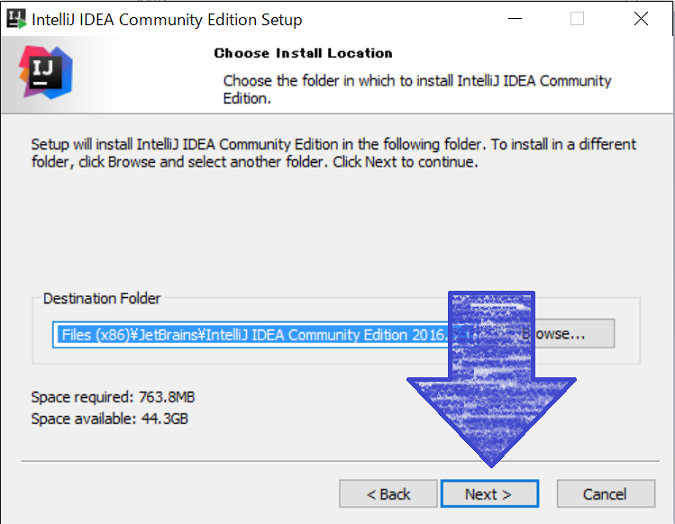 IntelliJ IDEA Community Edition Setup
IJ
Choose Install Location
Choose the folder in which to install IntelliJ IDEA Community
Edition.
Setup will install IntelliJ IDEA Community Edition in the following folder. To install in a different
folder, click Browse and select another folder. Click Next to continue.
Destination Folder
Files (x86)¥JetBrains¥IntelliJ IDEA Community Edition 2016.
Browse...
Space required: 763.8MB
Space available: 44.3GB
< Back
Next >
Cancel